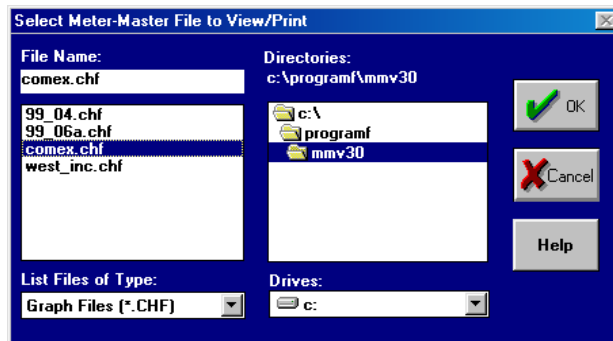 Select Meter-Master File to View/Print
File Name:
comex.chf
99_04.chf
99_06a.chf
comex.chf
west_inc.chf
List Files of Type:
Graph Files (*.CHF)
Directories:
c:\programf\mmv30
c:\
programf
mmv30
Drives:
c:
OK
Cancel
Help